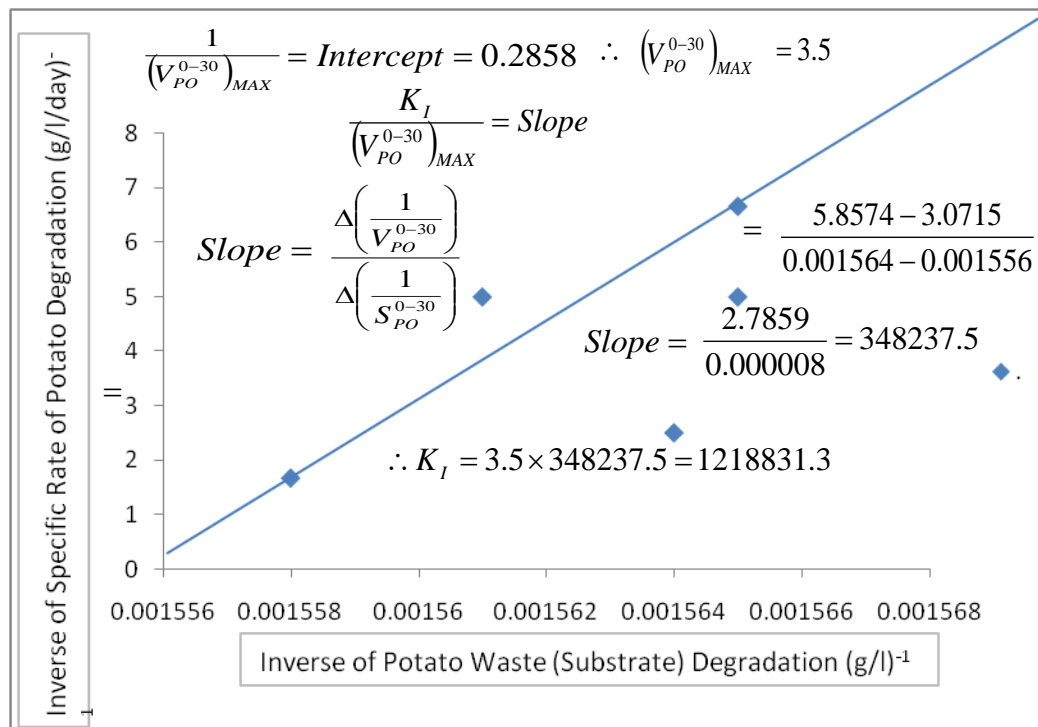 1/(V_PO^0−30)_MAX = Intercept = 0.2858 ∴ (V_PO^0−30)_MAX = 3.5
K_I/(V_PO^0−30)_MAX = Slope
Slope = Δ(1/V_PO^0−30)/Δ(1/S_PO^0−30)
= (5.8574 − 3.0715)/(0.001564 − 0.001556)
Slope = 2.7859/0.000008 = 348237.5
.
=
∴ K_I = 3.5 × 348237.5 = 1218831.3
8
7
6
5
4
3
2
1
0
0.001556 0.001558 0.00156 0.001562 0.001564 0.001566 0.001568
Inverse of Potato Waste (Substrate) Degradation (g/l)^-1
Inverse of Specific Rate of Potato Degradation (g/l/day)^-
1